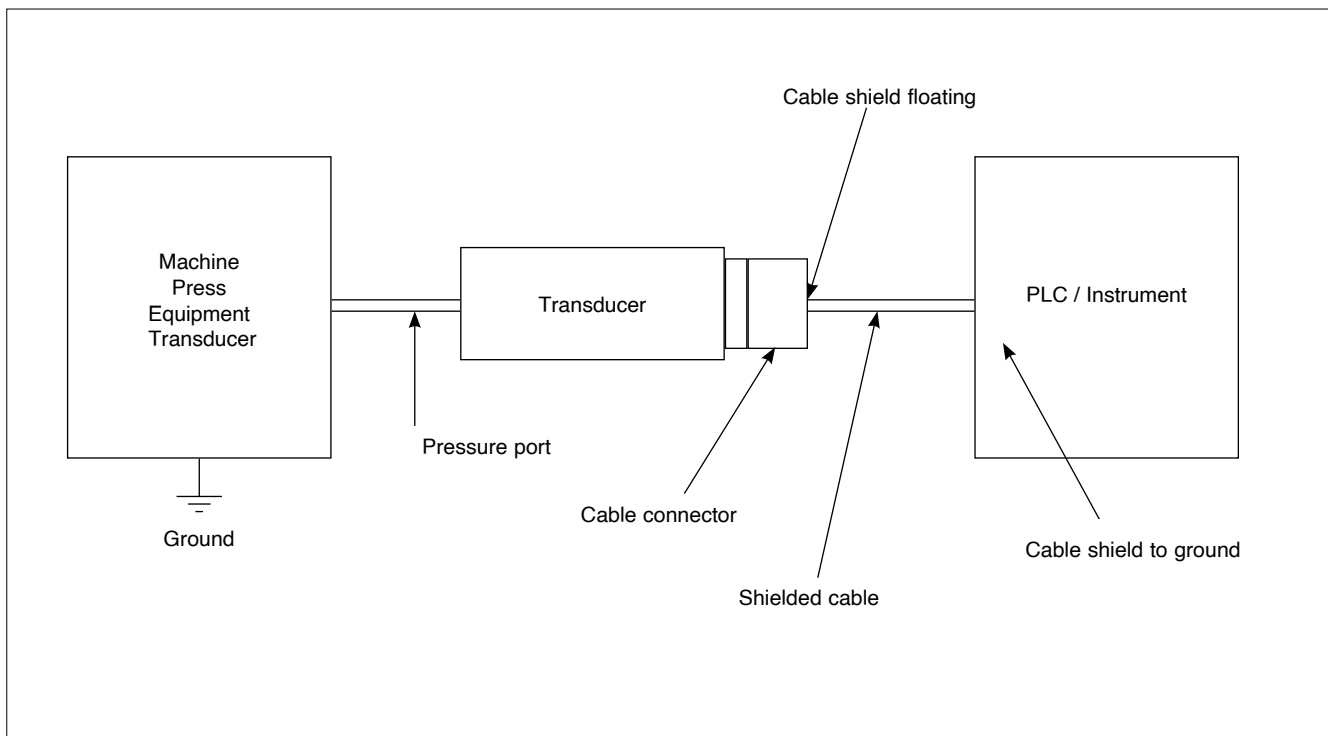 Cable shield floating
Machine
Press
Equipment
Transducer
Transducer
PLC / Instrument
Pressure port
Cable connector
Ground
Cable shield to ground
Shielded cable